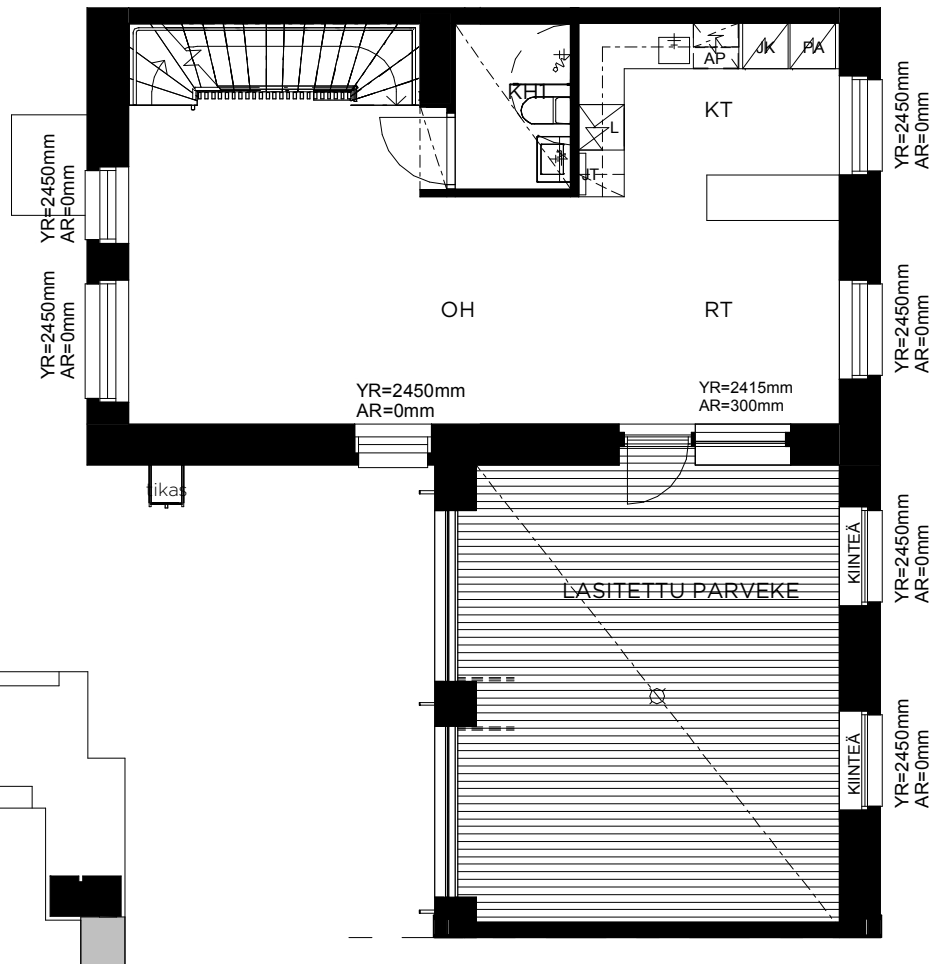 AP
JK
PA
KH1
KT
L
JT
YR=2450mm
AR=0mm
YR=2450mm
AR=0mm
YR=2450mm
AR=0mm
YR=2450mm
AR=0mm
OH
RT
YR=2450mm
AR=0mm
YR=2415mm
AR=300mm
tikas
KIINTEÄ
YR=2450mm
AR=0mm
LASITETTU PARVEKE
KIINTEÄ
YR=2450mm
AR=0mm